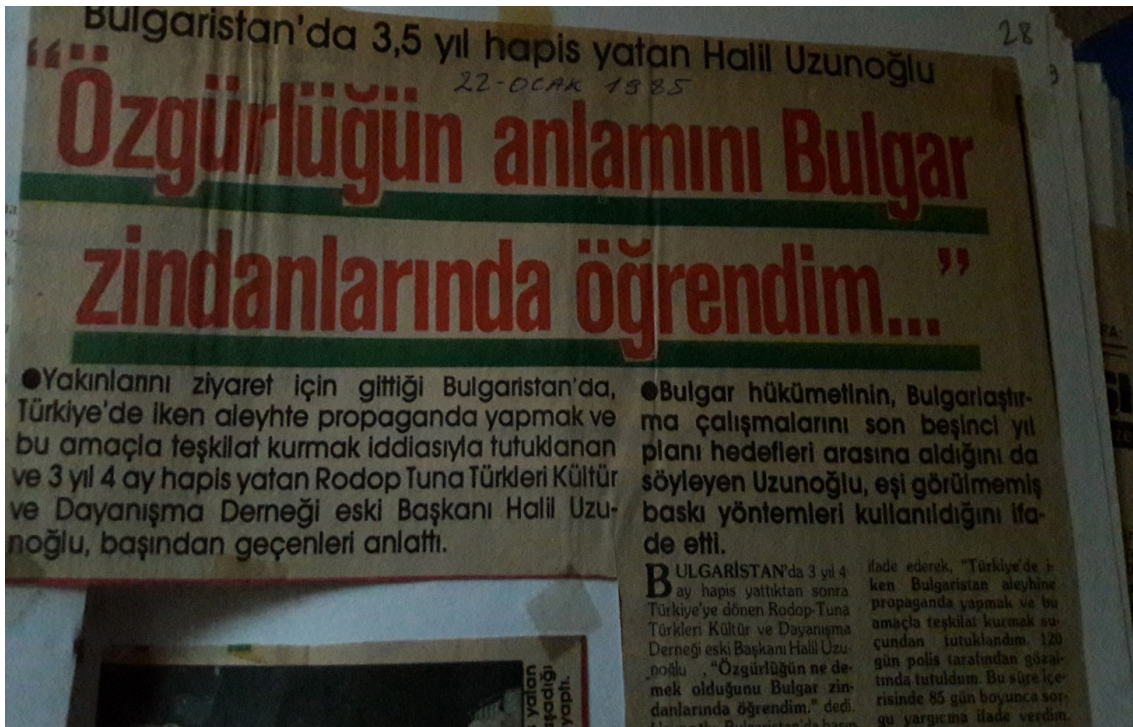 28
Bulgaristan'da 3,5 yıl hapis yatan Halil Uzunoğlu
22-OCAK 1985
“Özgürlüğün anlamını Bulgar
zindanlarında öğrendim...”
●Yakınlarını ziyaret için gittiği Bulgaristan'da,
Türkiye'de iken aleyhte propaganda yapmak ve
bu amaçla teşkilat kurmak iddiasıyla tutuklanan
ve 3 yıl 4 ay hapis yatan Rodop Tuna Türkleri Kültür
ve Dayanışma Derneği eski Başkanı Halil Uzu-
noğlu, başından geçenleri anlattı.
●Bulgar hükümetinin, Bulgarlaştır-
ma çalışmalarını son beşinci yıl
planı hedefleri arasına aldığını da
söyleyen Uzunoğlu, eşi görülmemiş
baskı yöntemleri kullanıldığını ifa-
de etti.
BULGARİSTAN'da 3 yıl 4
ay hapis yattıktan sonra
Türkiye'ye dönen Rodop-Tuna
Türkleri Kültür ve Dayanışma
Derneği eski Başkanı Halil Uzu-
noğlu , “Özgürlüğün ne de-
mek olduğunu Bulgar zin-
danlarında öğrendim.” dedi.
ifade ederek, “Türkiye'de i-
ken Bulgaristan aleyhine
propaganda yapmak ve bu
amaçla teşkilat kurmak su-
çundan tutuklandım. 120
gün polis tarafından gözal-
tında tutuldum. Bu süre içe-
risinde 85 gün boyunca sor-
gu yargıcına ifade verdim.
yatan
yaptı.